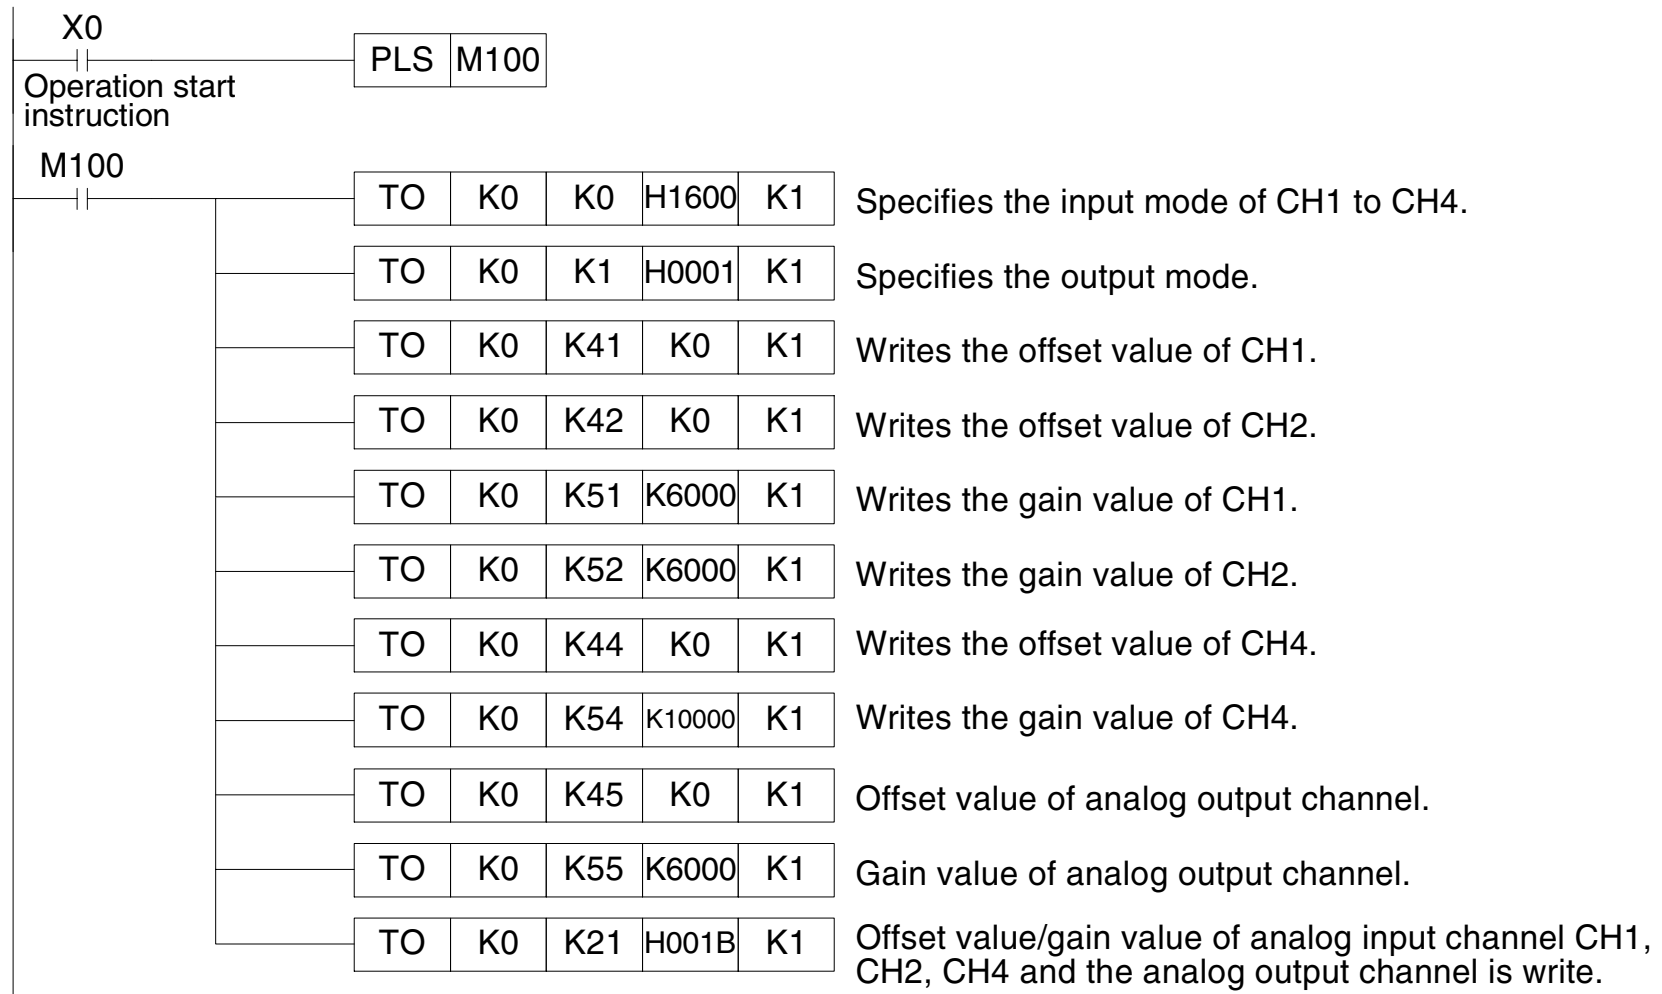 X0
PLS M100
Operation start
instruction
M100
TO K0 K0 H1600 K1 Specifies the input mode of CH1 to CH4.
TO K0 K1 H0001 K1 Specifies the output mode.
TO K0 K41 K0 K1 Writes the offset value of CH1.
TO K0 K42 K0 K1 Writes the offset value of CH2.
TO K0 K51 K6000 K1 Writes the gain value of CH1.
TO K0 K52 K6000 K1 Writes the gain value of CH2.
TO K0 K44 K0 K1 Writes the offset value of CH4.
TO K0 K54 K10000 K1 Writes the gain value of CH4.
TO K0 K45 K0 K1 Offset value of analog output channel.
TO K0 K55 K6000 K1 Gain value of analog output channel.
TO K0 K21 H001B K1 Offset value/gain value of analog input channel CH1,
CH2, CH4 and the analog output channel is write.